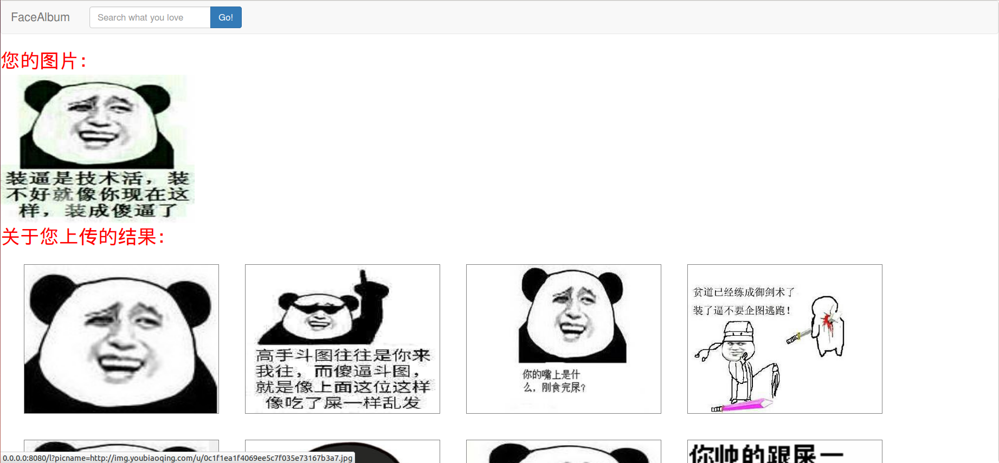 FaceAlbum
Search what you love
Go!
您的图片:
装逼是技术活，装
不好就像你现在这
样，装成傻逼了
关于您上传的结果:
高手斗图往往是你来
我往，而傻逼斗图，
就是像上面这位这样
像吃了屎一样乱发
你的嘴上是什
么，刚食完屎?
贫道已经练成御剑术了
装了逼不要企图逃跑!
你帅的跟屎一
0.0.0.0:8080/l?picname=http://img.youbiaoqing.com/u/0c1f1ea1f4069ee5c7f035e73167b3a7.jpg